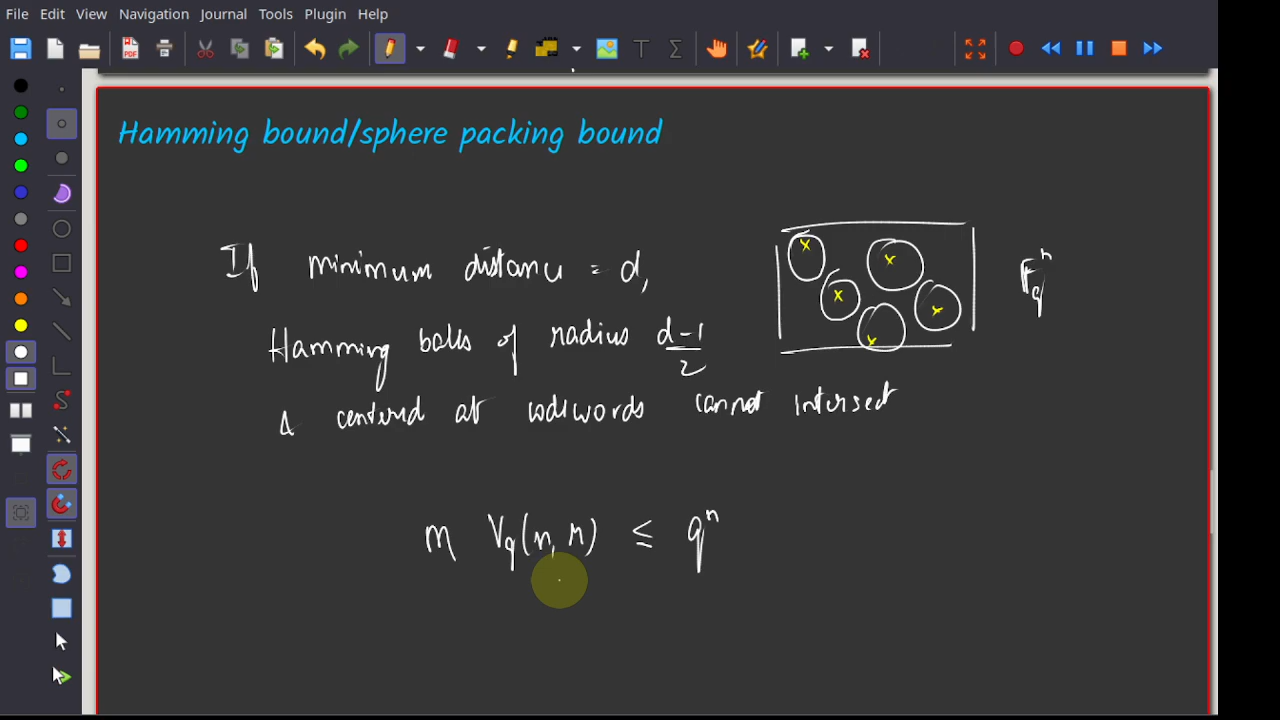 File Edit View Navigation Journal Tools Plugin Help
Hamming bound/sphere packing bound
If minimum distance = d,
Hamming balls of radius d-1/2
& centered at codewords cannot intersect
F_q^n
m V_q(n, r) ≤ q^n